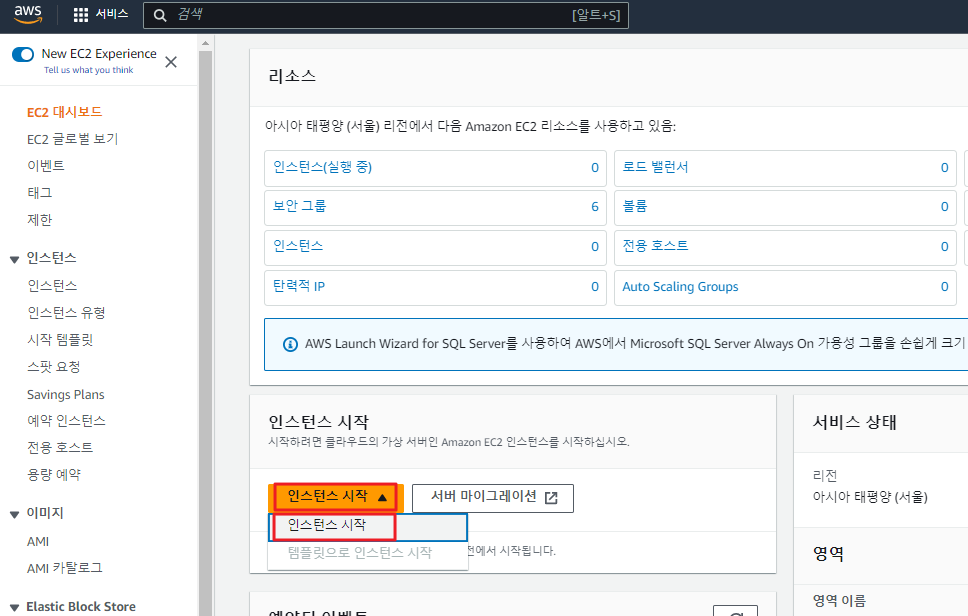 aws
서비스
검색
[알트+S]
New EC2 Experience
Tell us what you think
EC2 대시보드
EC2 글로벌 보기
이벤트
태그
제한
인스턴스
인스턴스
인스턴스 유형
시작 템플릿
스팟 요청
Savings Plans
예약 인스턴스
전용 호스트
용량 예약
이미지
AMI
AMI 카탈로그
Elastic Block Store
리소스
아시아 태평양 (서울) 리전에서 다음 Amazon EC2 리소스를 사용하고 있음:
인스턴스(실행 중) 0
로드 밸런서 0
보안 그룹 6
볼륨 0
인스턴스 0
전용 호스트 0
탄력적 IP 0
Auto Scaling Groups 0
AWS Launch Wizard for SQL Server를 사용하여 AWS에서 Microsoft SQL Server Always On 가용성 그룹을 손쉽게 크기
인스턴스 시작
시작하려면 클라우드의 가상 서버인 Amazon EC2 인스턴스를 시작하십시오.
인스턴스 시작
서버 마이그레이션
인스턴스 시작
템플릿으로 인스턴스 시작
전에서 시작됩니다.
서비스 상태
리전
아시아 태평양 (서울)
영역
영역 이름